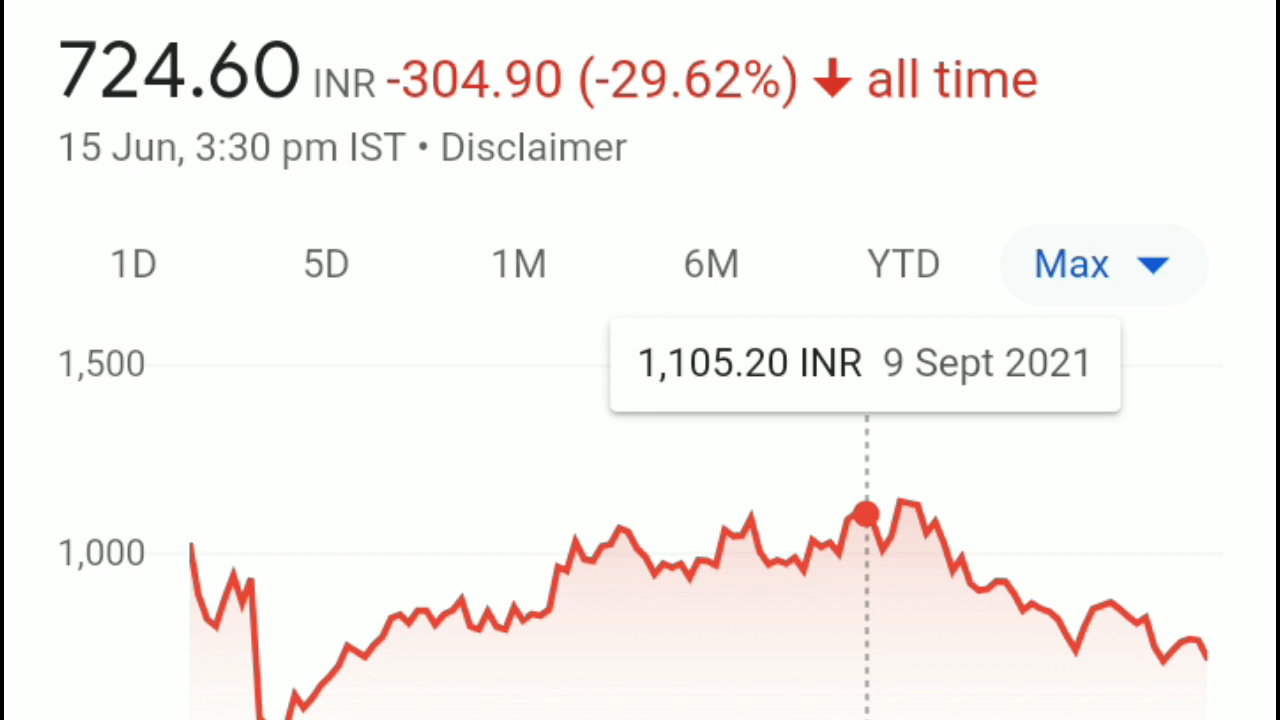 724.60 INR -304.90 (-29.62%) ↓ all time
15 Jun, 3:30 pm IST • Disclaimer
1D 5D 1M 6M YTD Max
1,500
1,105.20 INR 9 Sept 2021
1,000